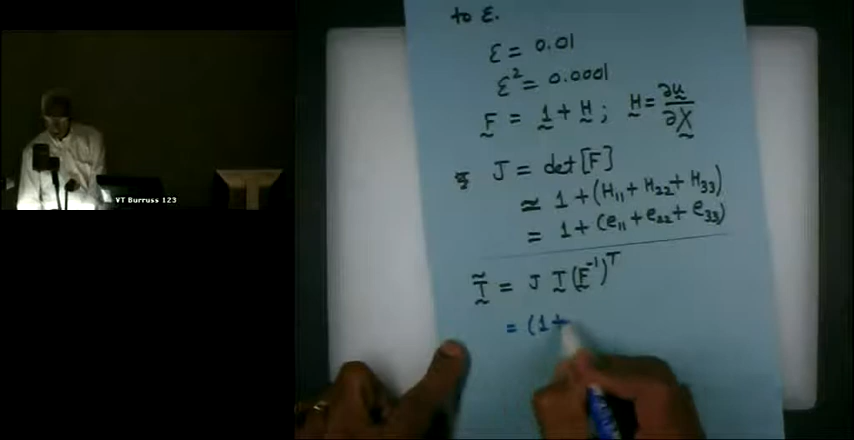 VT Burruss 123
to ε.
ε = 0.01
ε² = 0.0001
F = 1 + H ; H = ∂u/∂X
J = det[F]
≃ 1 + (H₁₁ + H₂₂ + H₃₃)
= 1 + (e₁₁ + e₂₂ + e₃₃)
T̃ = J T (F⁻¹)ᵀ
= (1+